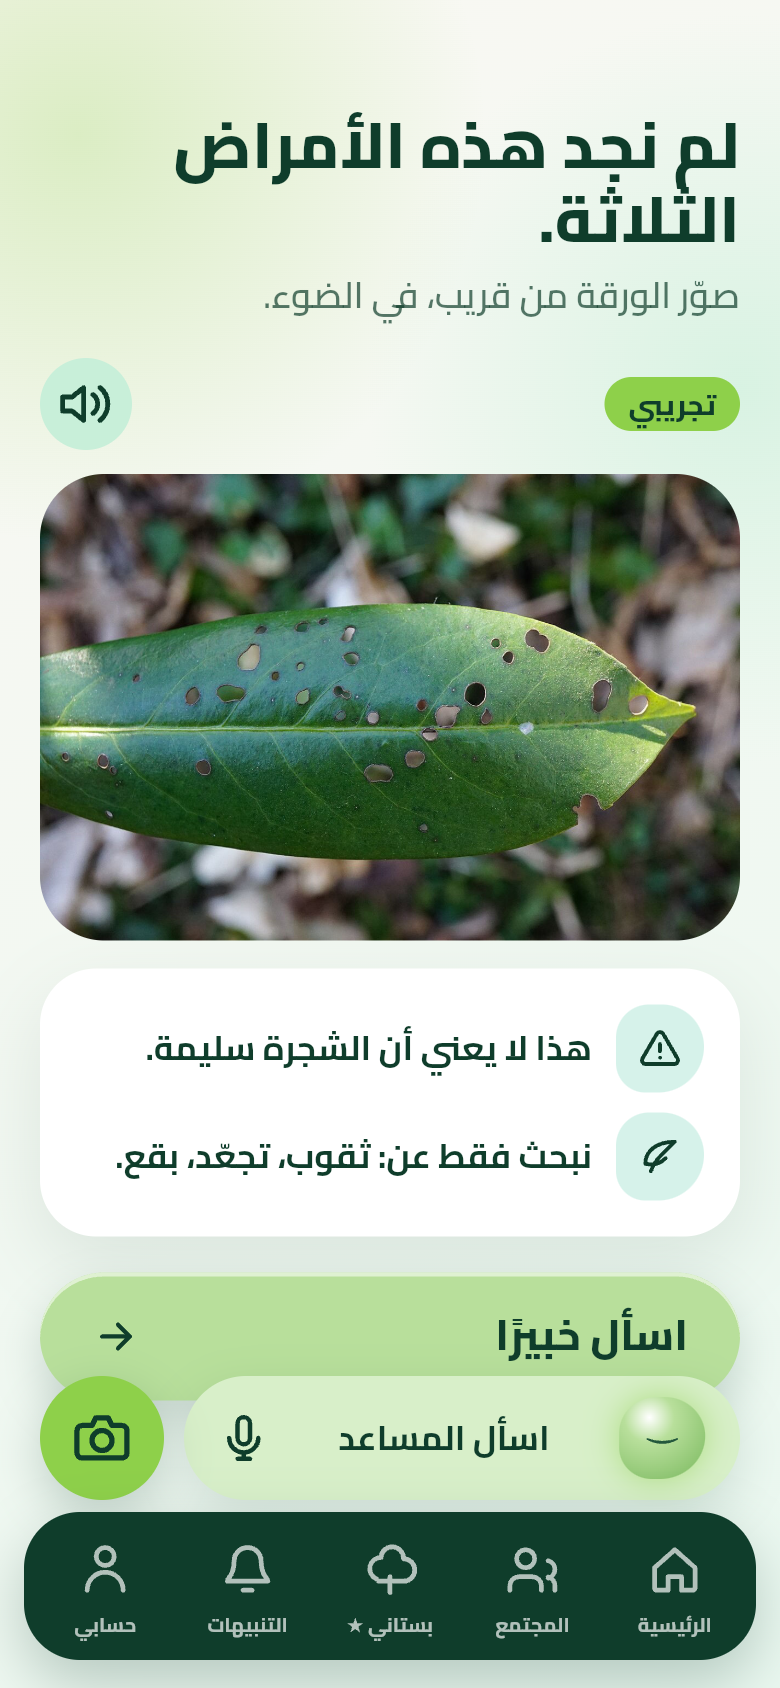 لم نجد هذه الأمراض
الثلاثة.
صوّر الورقة من قريب، في الضوء.
تجريبي
هذا لا يعني أن الشجرة سليمة.
نبحث فقط عن: ثقوب، تجعّد، بقع.
اسأل خبيرًا
اسأل المساعد
الرئيسية
المجتمع
بستاني ★
التنبيهات
حسابي